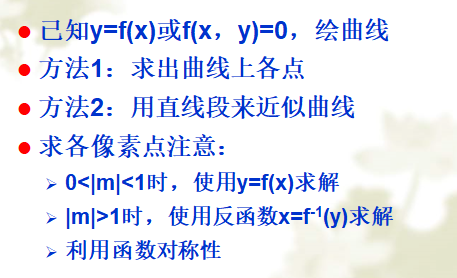 已知y=f(x)或f(x，y)=0，绘曲线
方法1：求出曲线上各点
方法2：用直线段来近似曲线
求各像素点注意：
0<|m|<1时，使用y=f(x)求解
|m|>1时，使用反函数x=f⁻¹(y)求解
利用函数对称性